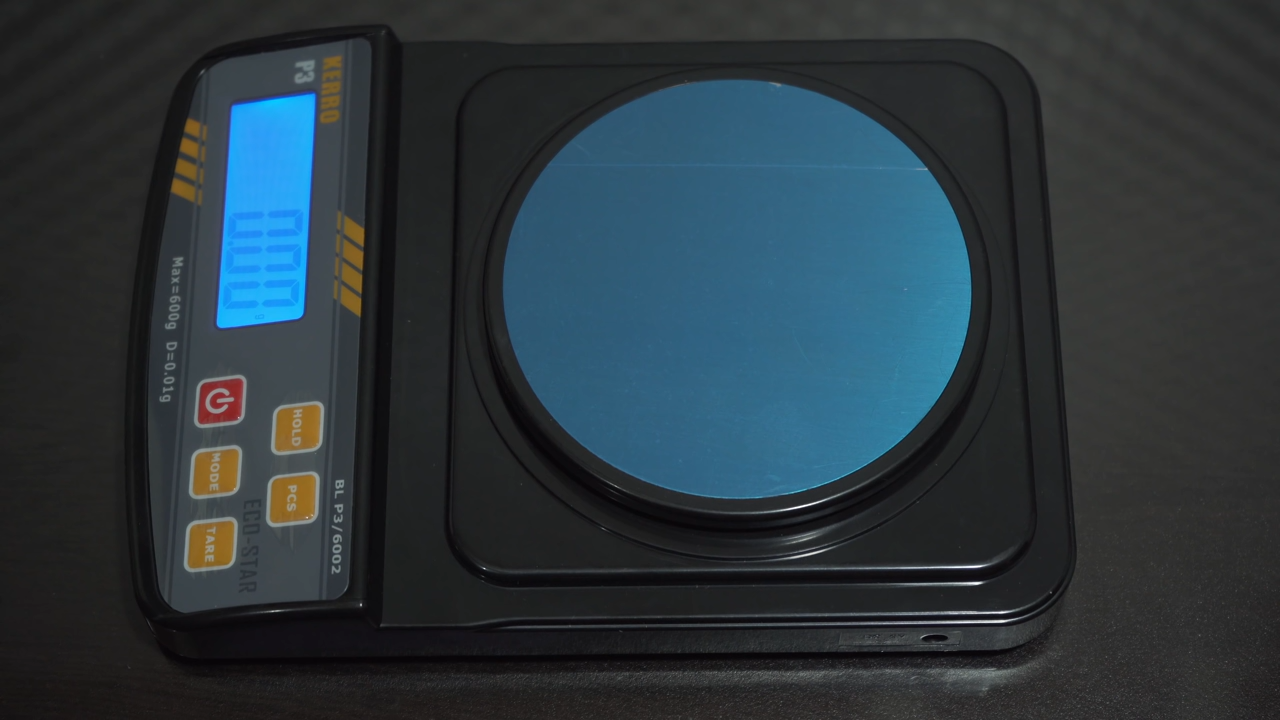 KERRO
P3
0.00
g
Max=600g D=0.01g
HOLD
PCS
MODE
TARE
BL P3/6002
ECO-STAR